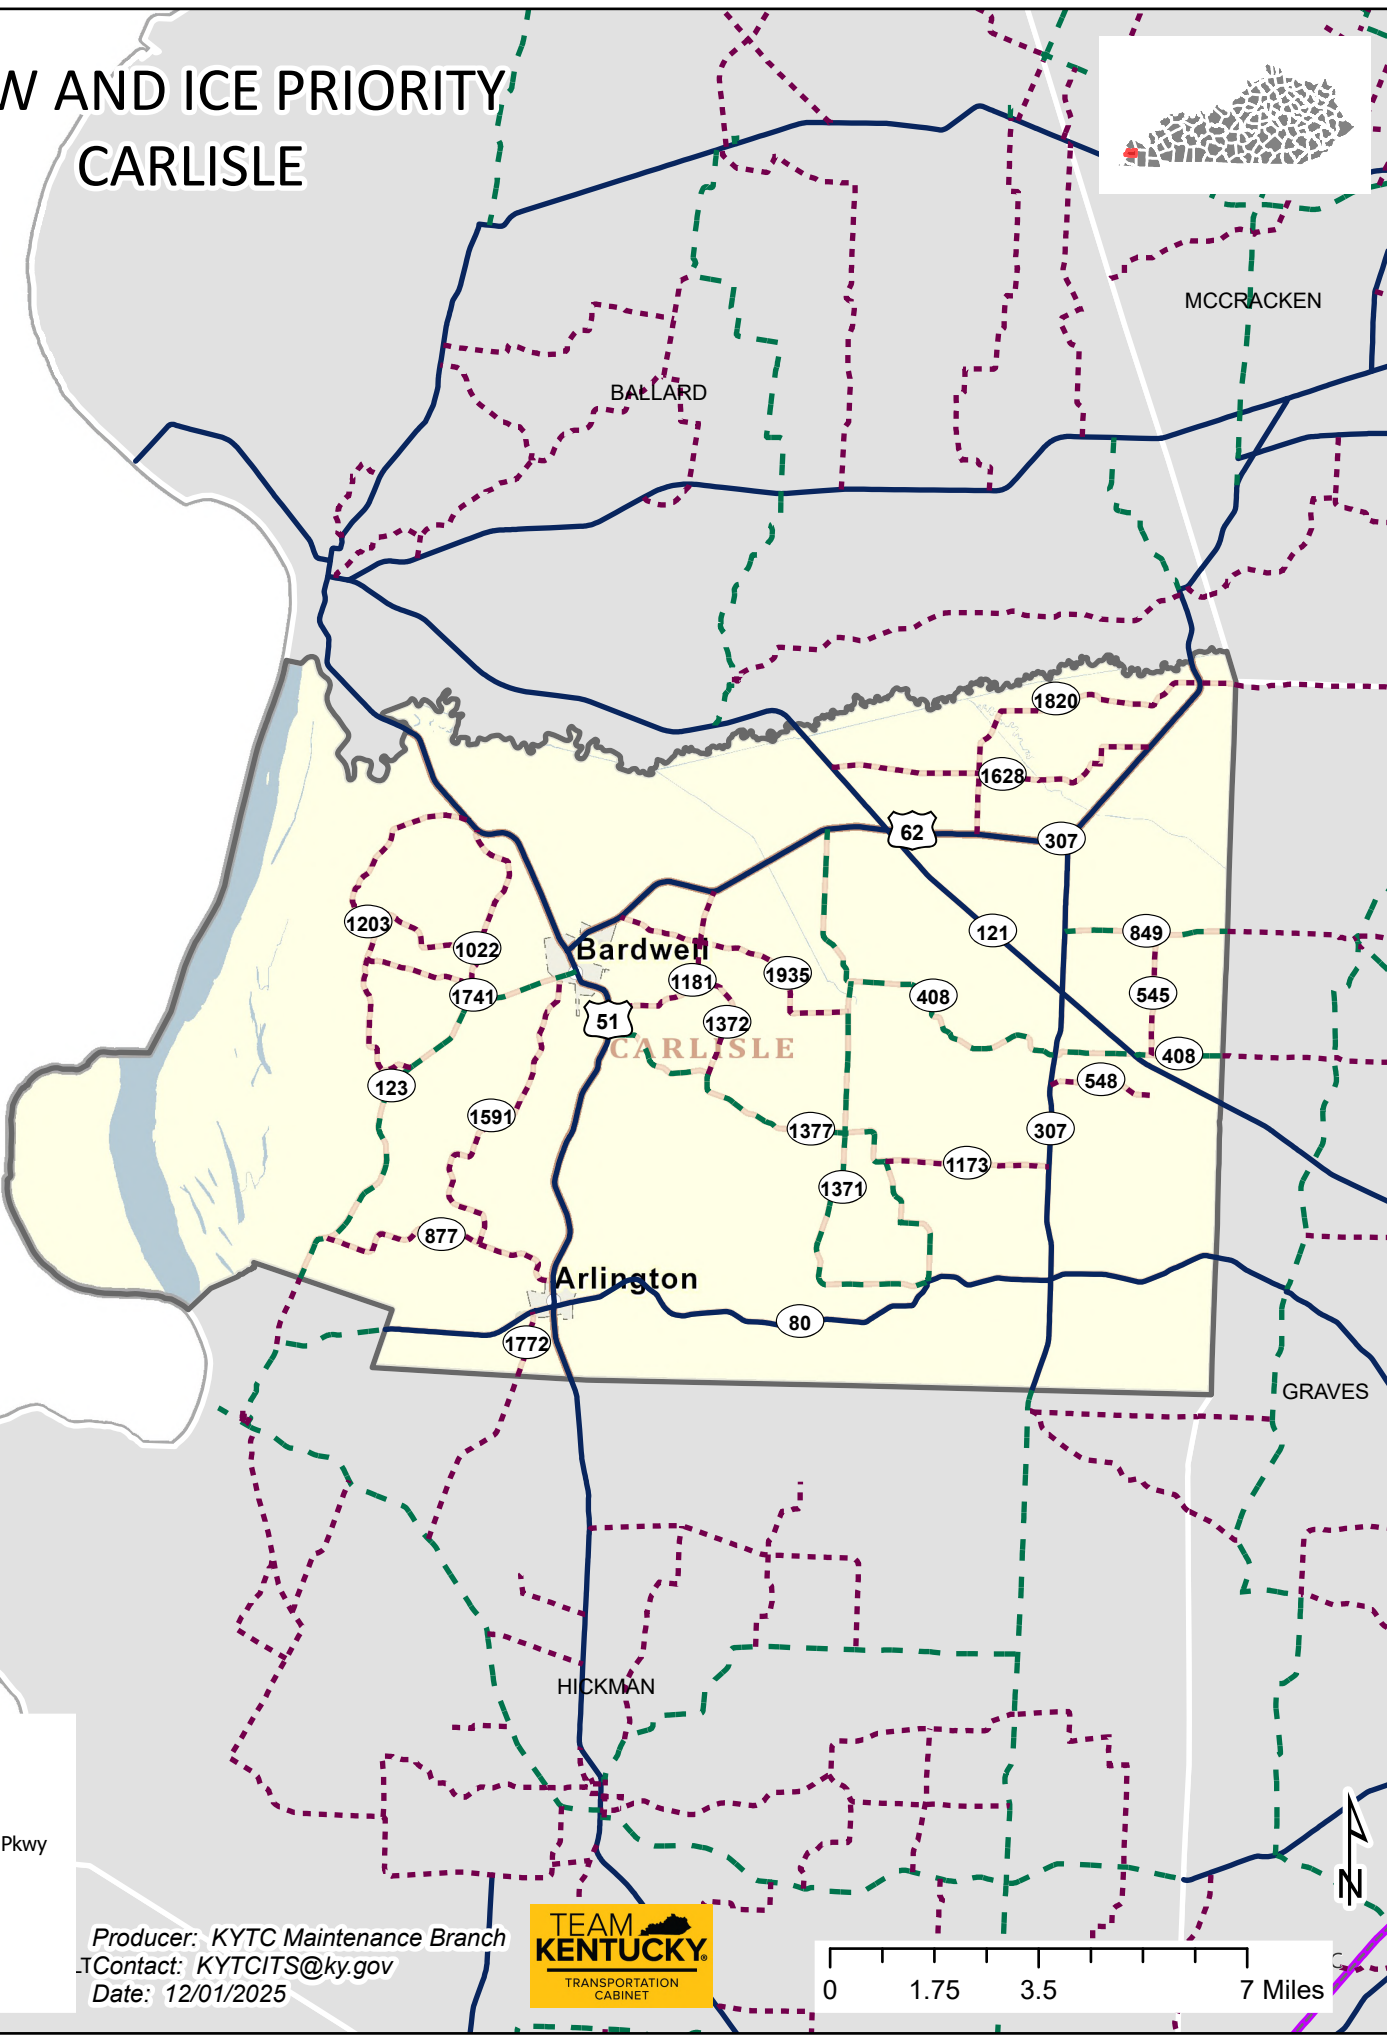 W AND ICE PRIORITY
CARLISLE
MCCRACKEN
BALLARD
1820
1628
62
307
1203
1022
Bardwell
121
849
1741
1181
1935
408
545
51
1372
CARLISLE
408
123
548
1591
1377
307
1173
1371
877
Arlington
80
1772
GRAVES
HICKMAN
Pkwy
Producer: KYTC Maintenance Branch
LT
Contact: KYTCITS@ky.gov
Date: 12/01/2025
TEAM
KENTUCKY®
TRANSPORTATION
CABINET
N
0 1.75 3.5 7 Miles